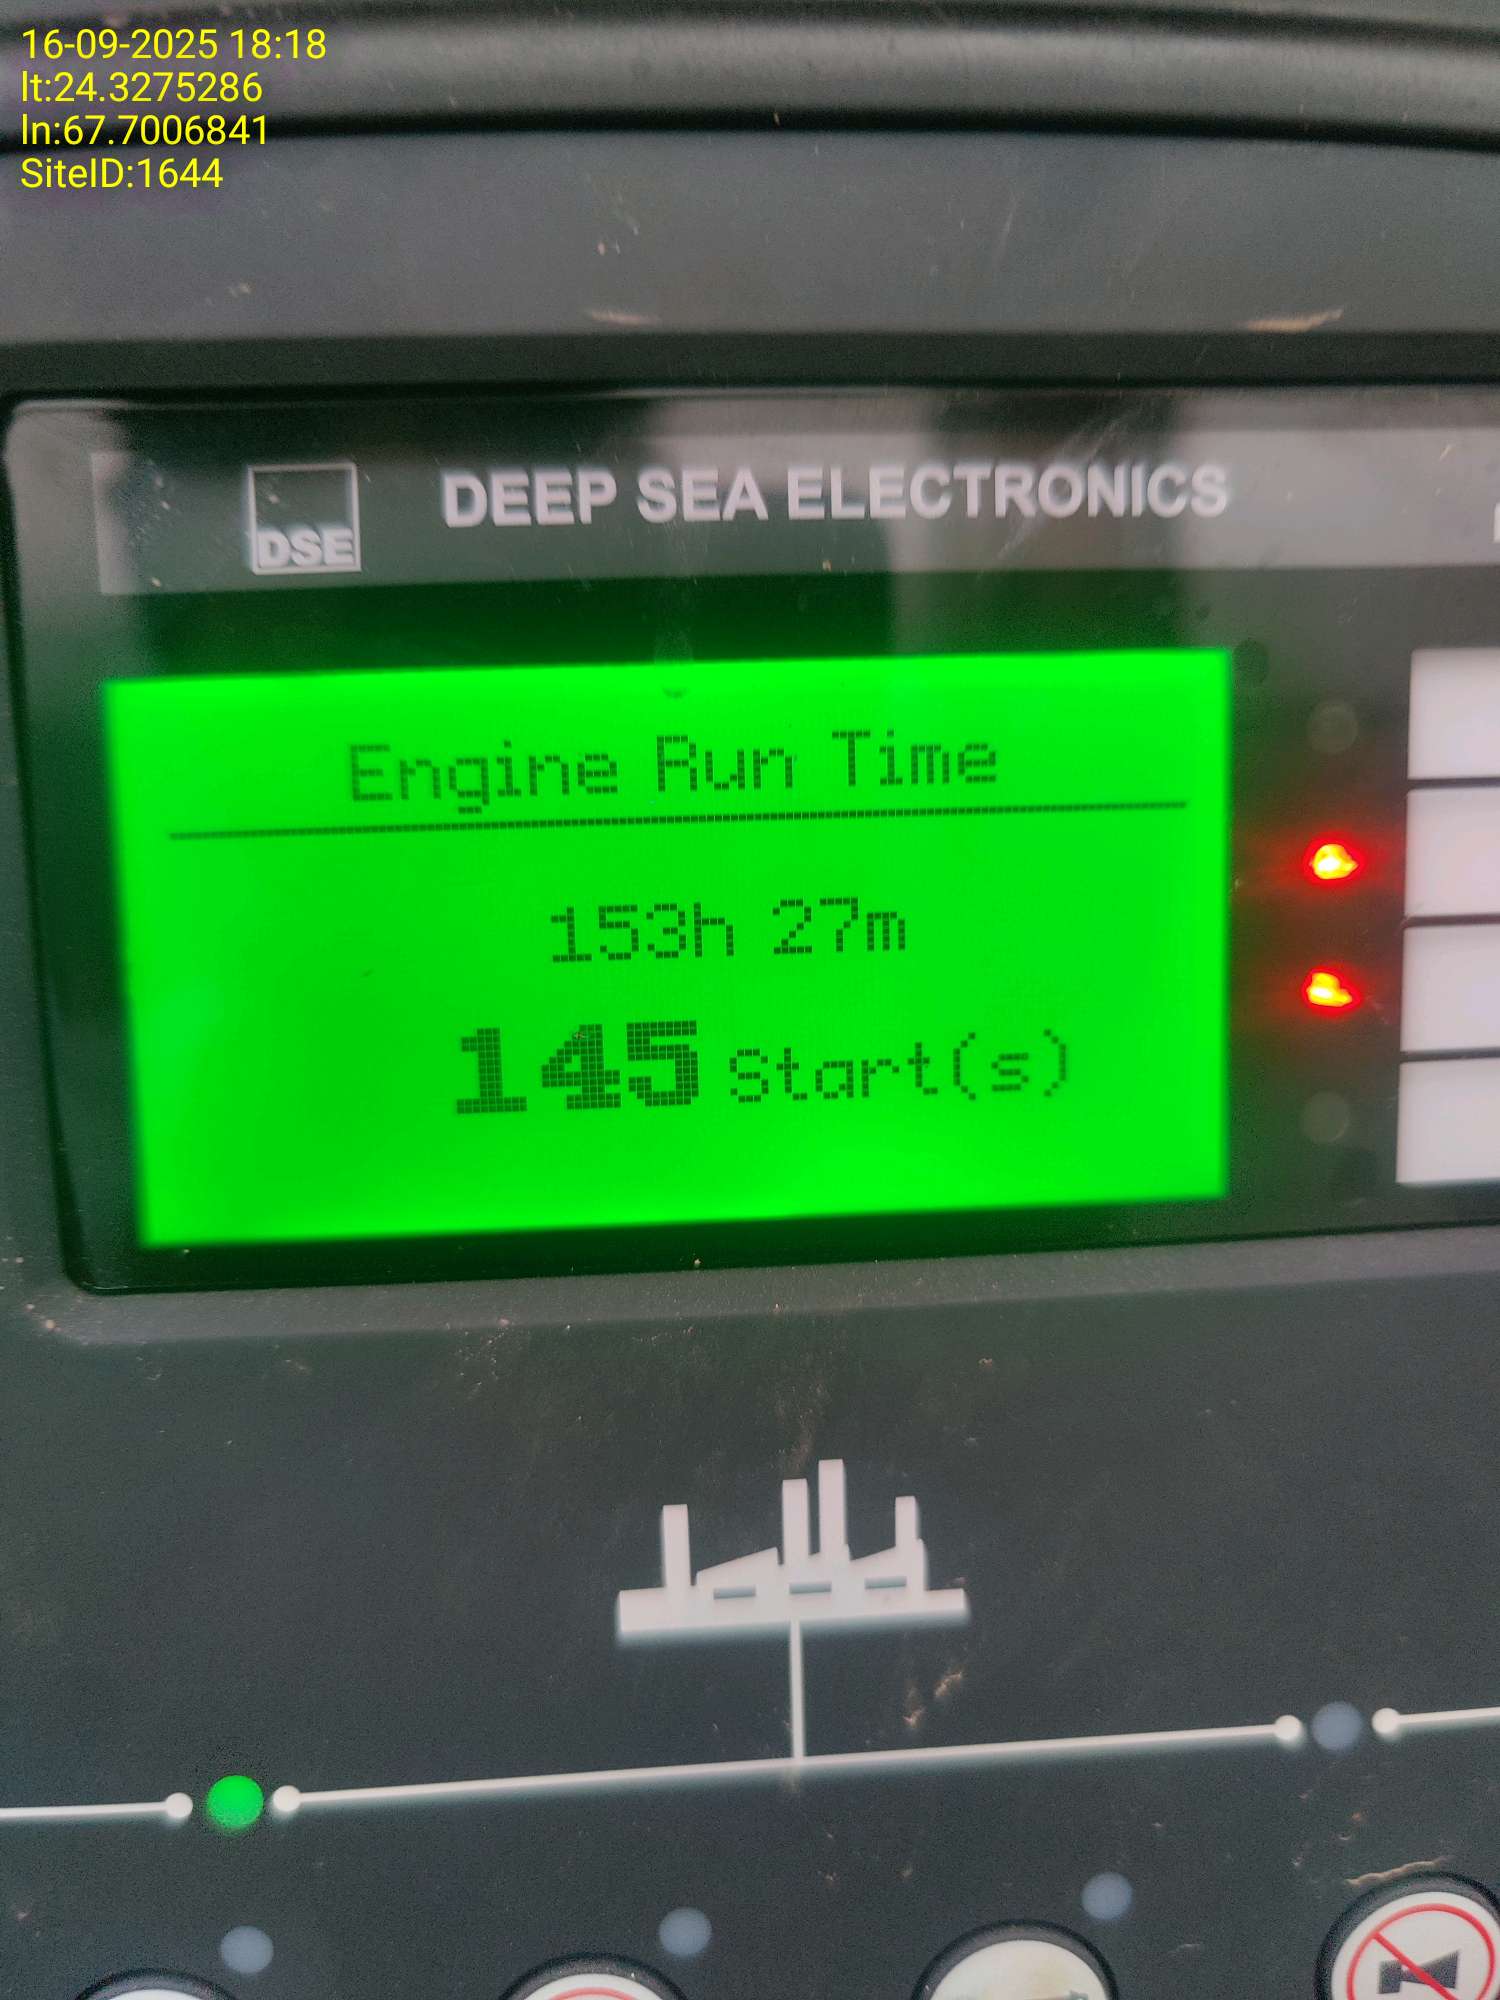 16-09-2025 18:18
lt:24.3275286
ln:67.7006841
SiteID:1644
DSE
DEEP SEA ELECTRONICS
Engine Run Time
153h 27m
145 Start(s)